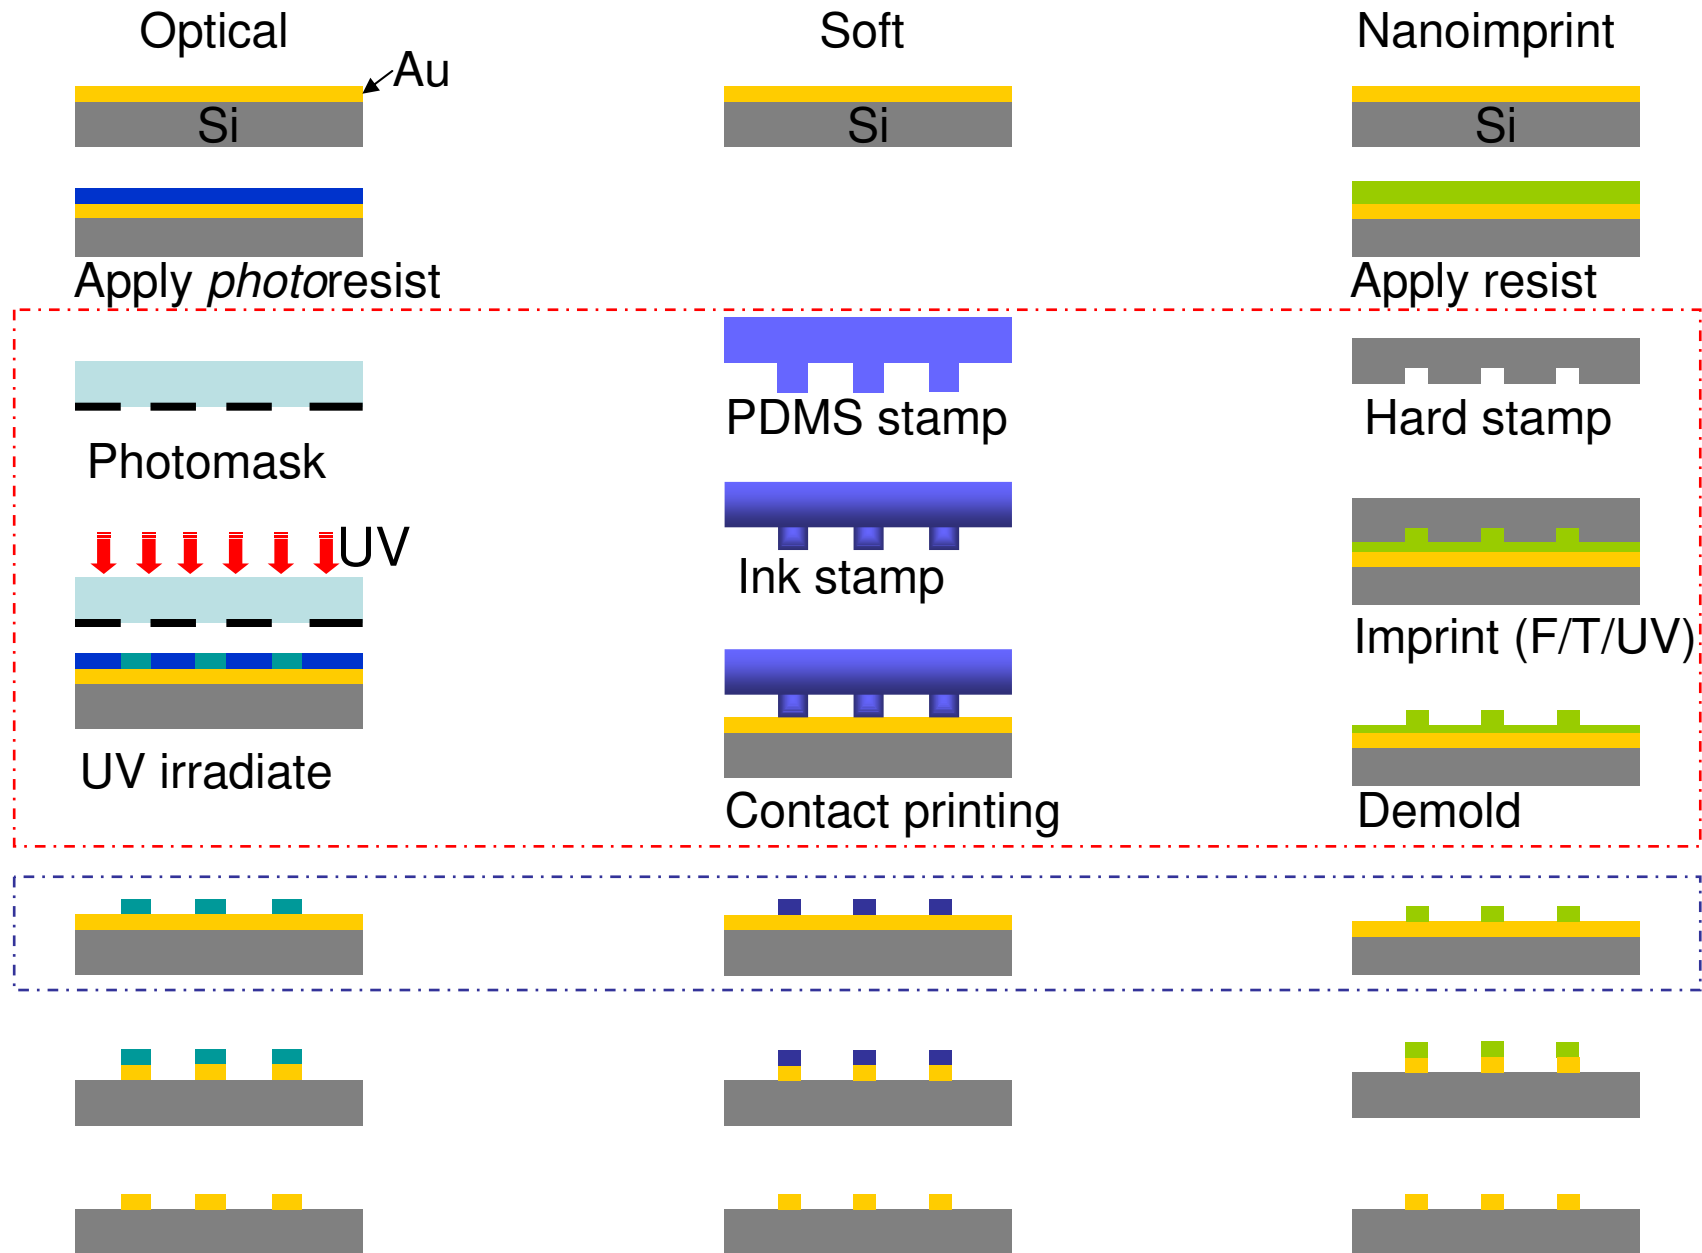 Optical
Soft
Nanoimprint
Au
Si
Si
Si
Apply photoresist
Apply resist
PDMS stamp
Hard stamp
Photomask
UV
Ink stamp
Imprint (F/T/UV)
UV irradiate
Contact printing
Demold